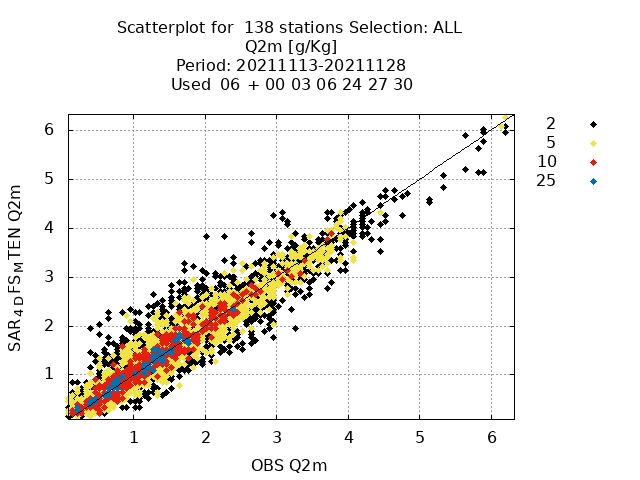 Scatterplot for  138 stations Selection: ALL
Q2m [g/Kg]
Period: 20211113-20211128
Used  06 + 00 03 06 24 27 30
2
5
10
25
6
5
4
3
2
1
SAR4DFSMTEN Q2m
1 2 3 4 5 6
OBS Q2m